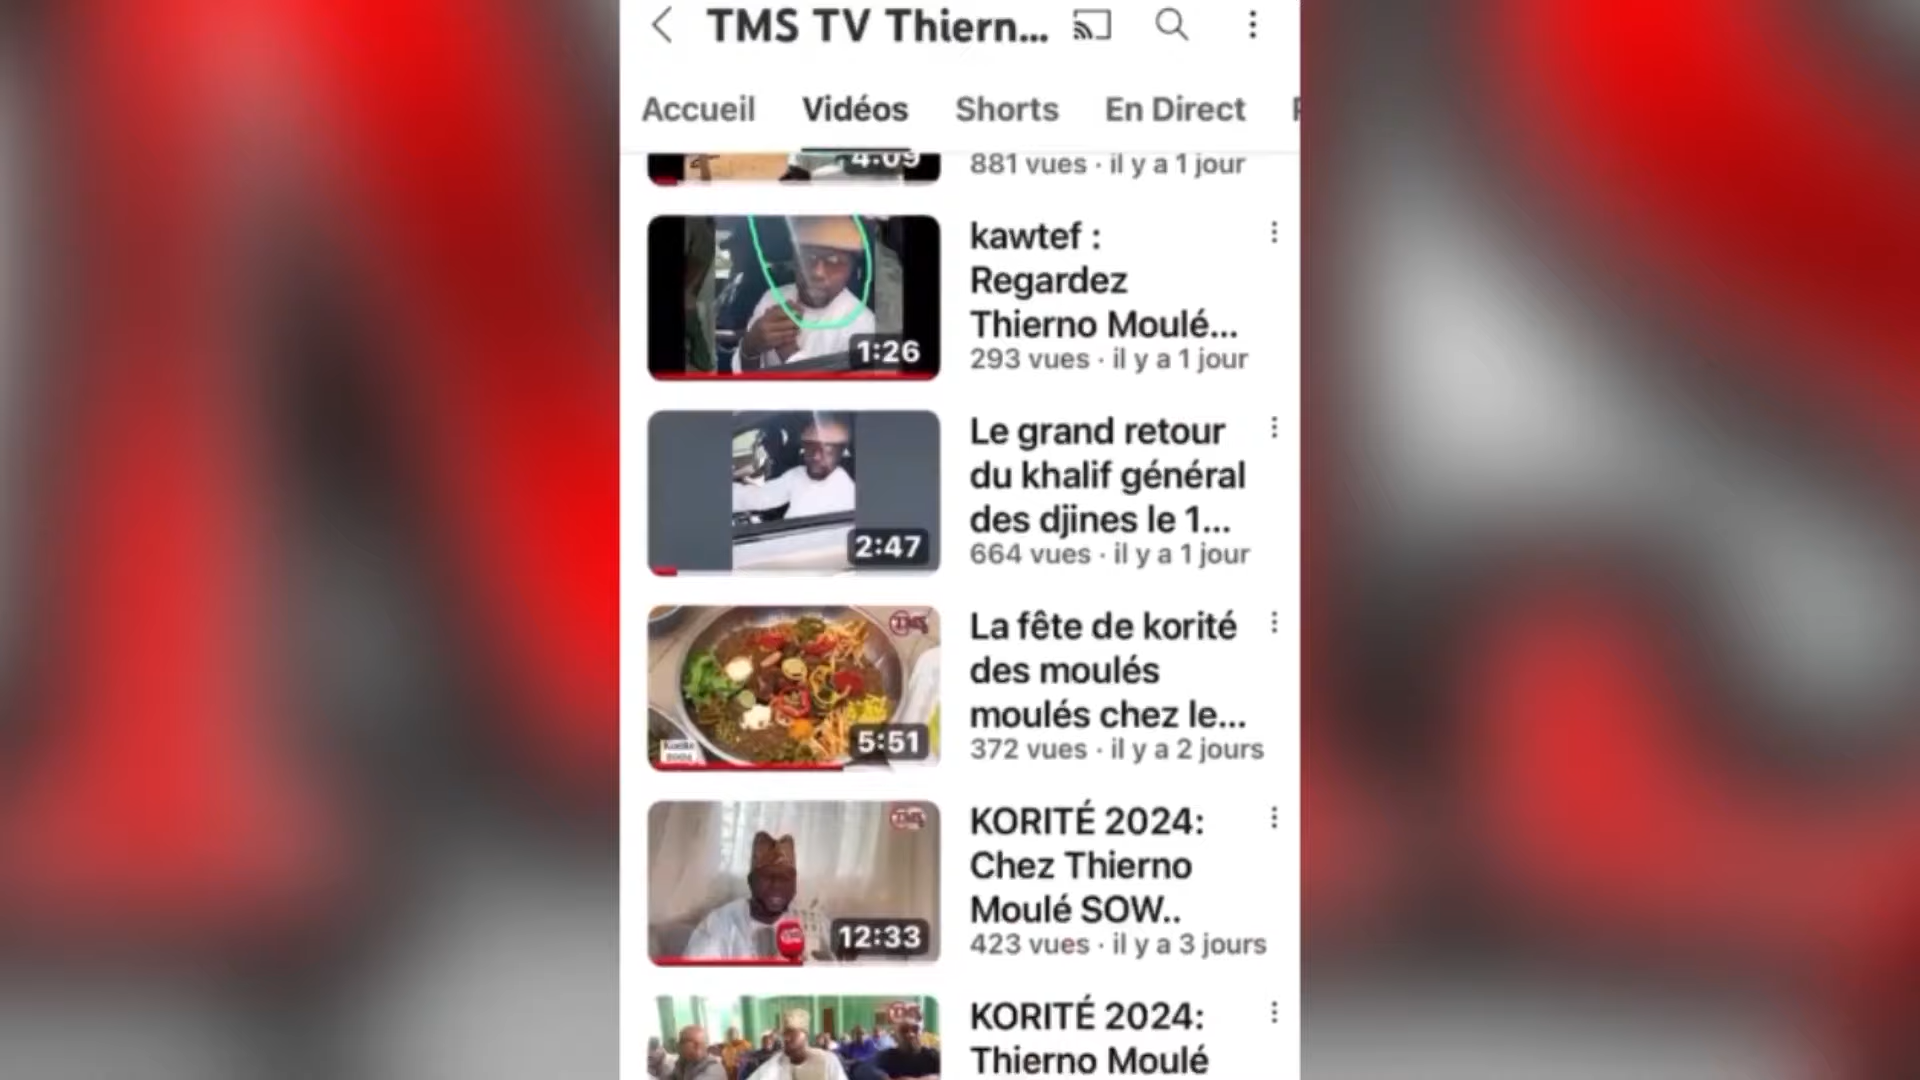 TMS TV Thiern...
Accueil Vidéos Shorts En Direct
4:09
881 vues · il y a 1 jour
kawtef :
Regardez
Thierno Moulé...
293 vues · il y a 1 jour
1:26
Le grand retour
du khalif général
des djines le 1...
664 vues · il y a 1 jour
2:47
La fête de korité
des moulés
moulés chez le...
372 vues · il y a 2 jours
TMS
5:51
Korité
KORITÉ 2024:
Chez Thierno
Moulé SOW..
423 vues · il y a 3 jours
TMS
12:33
KORITÉ 2024:
Thierno Moulé
TMS